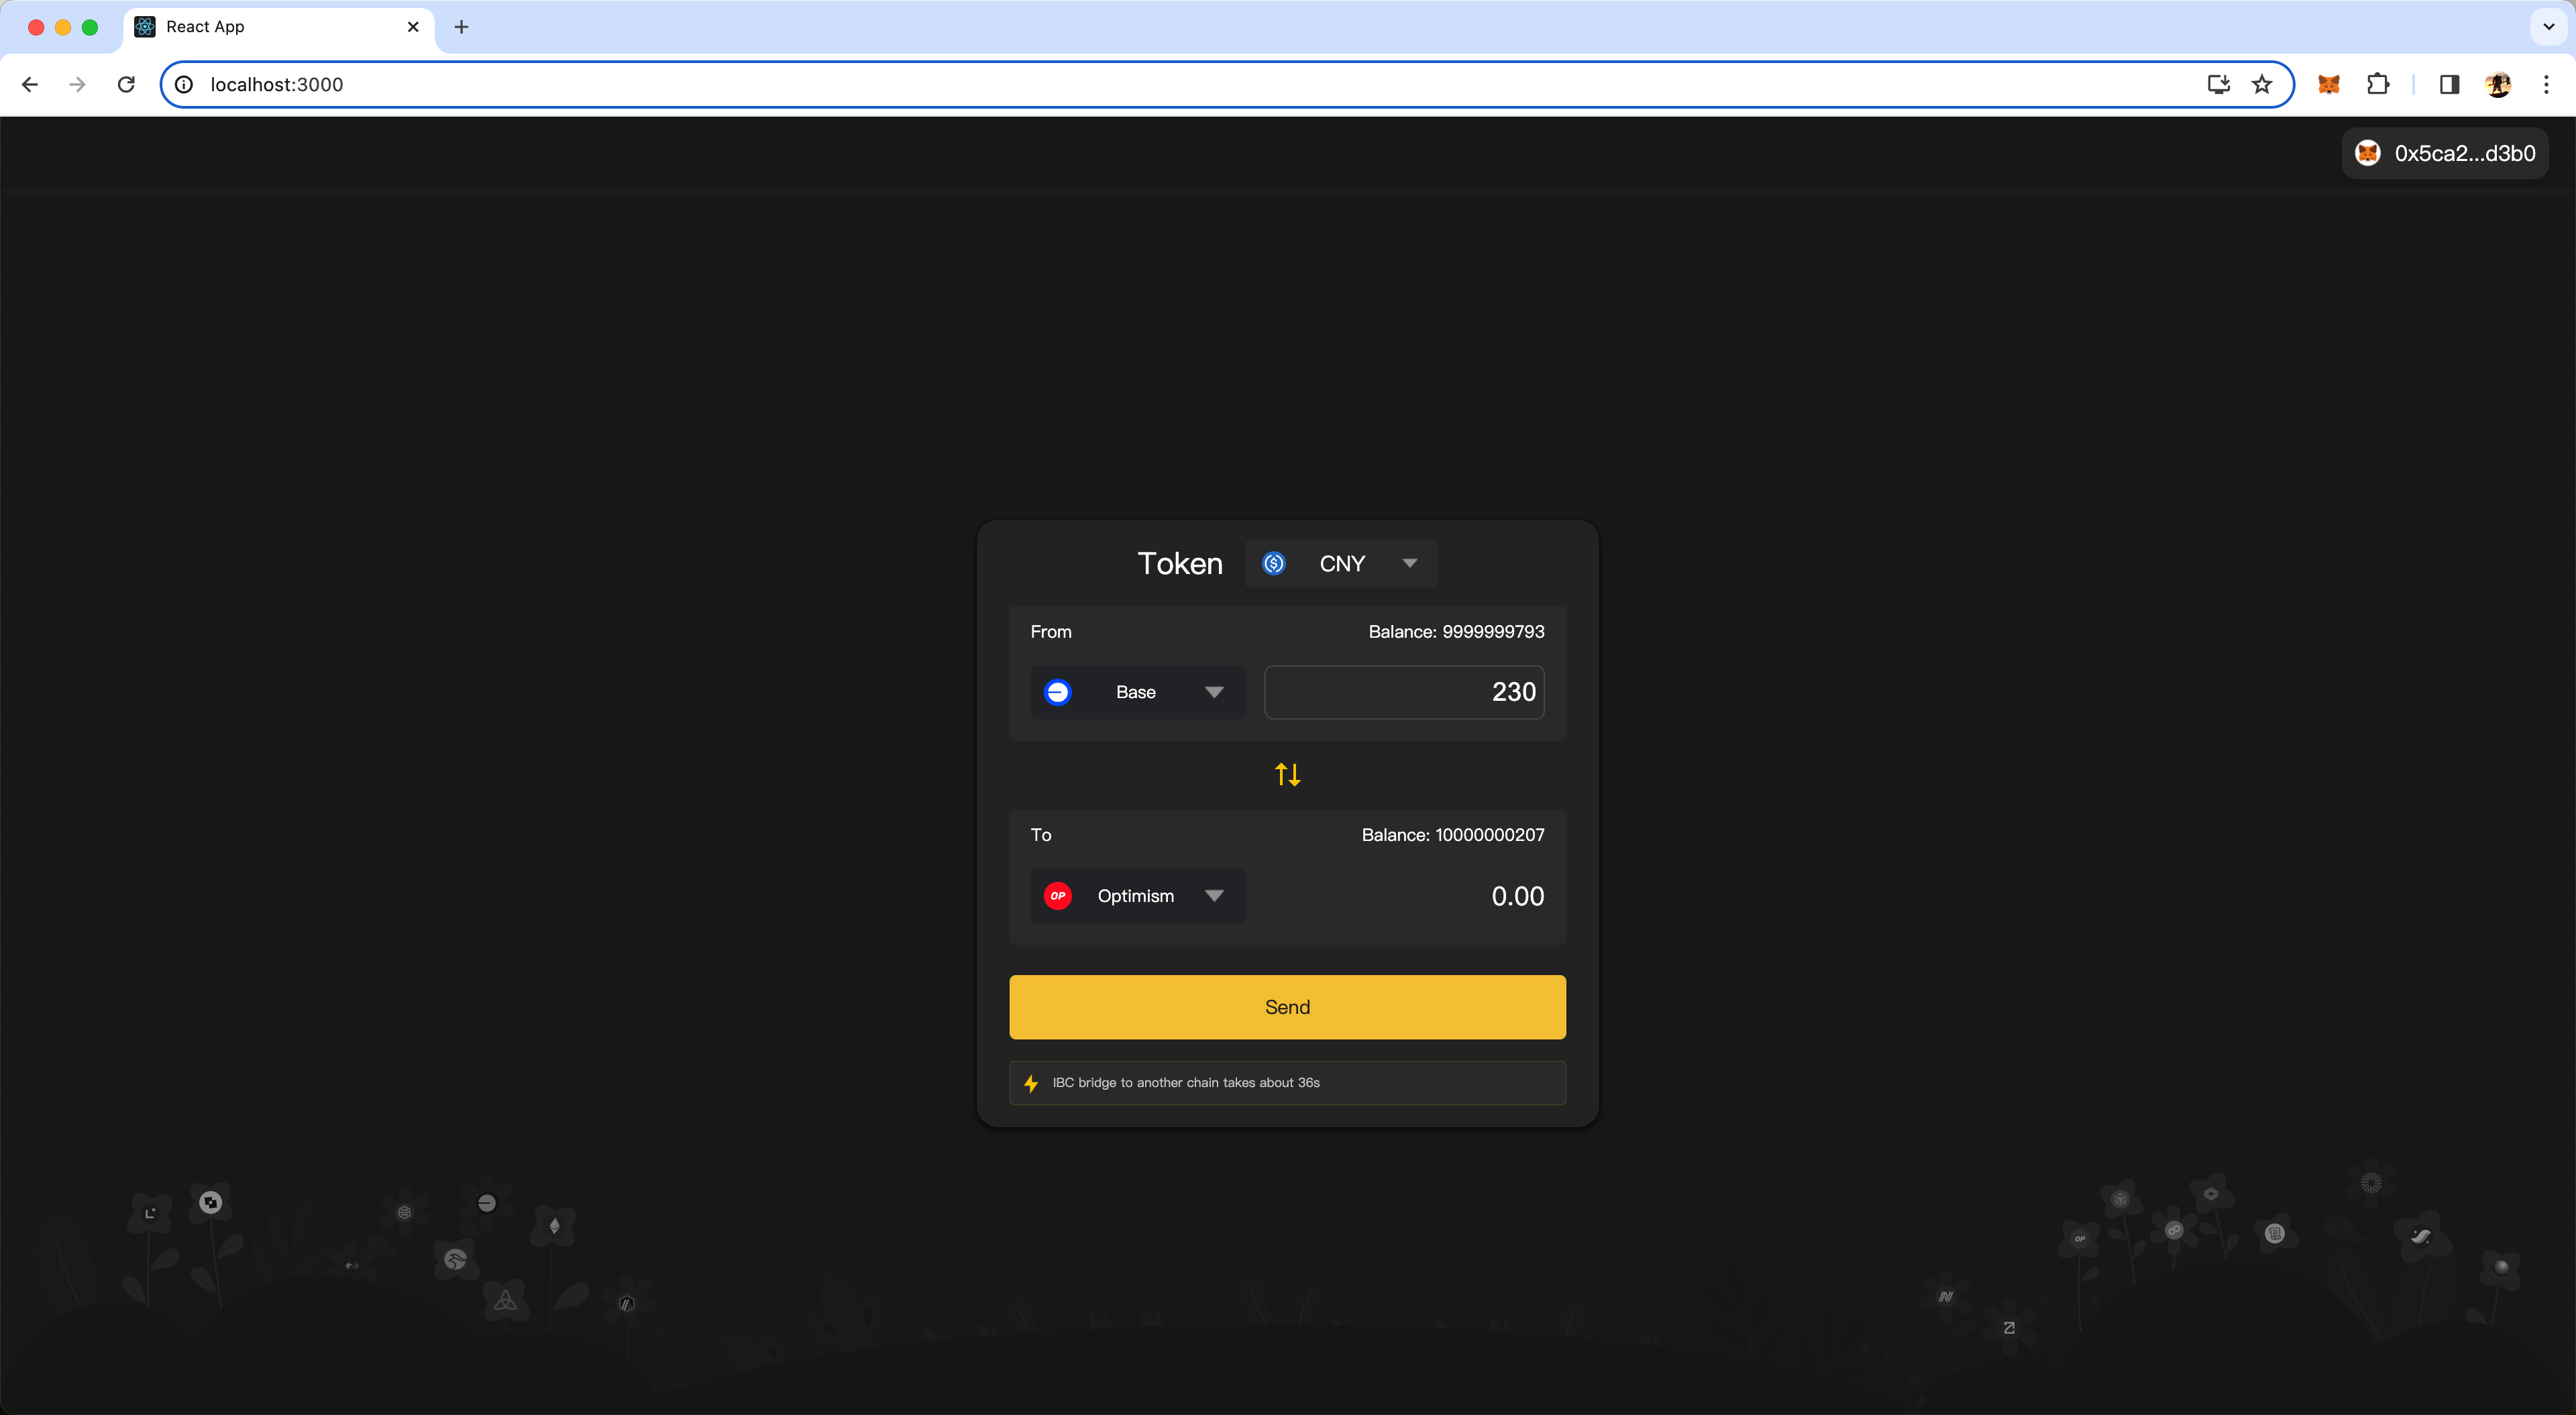 React App
localhost:3000
0x5ca2...d3b0
Token CNY
From Balance: 9999999793
Base 230
To Balance: 10000000207
OP Optimism 0.00
Send
IBC bridge to another chain takes about 36s
OP